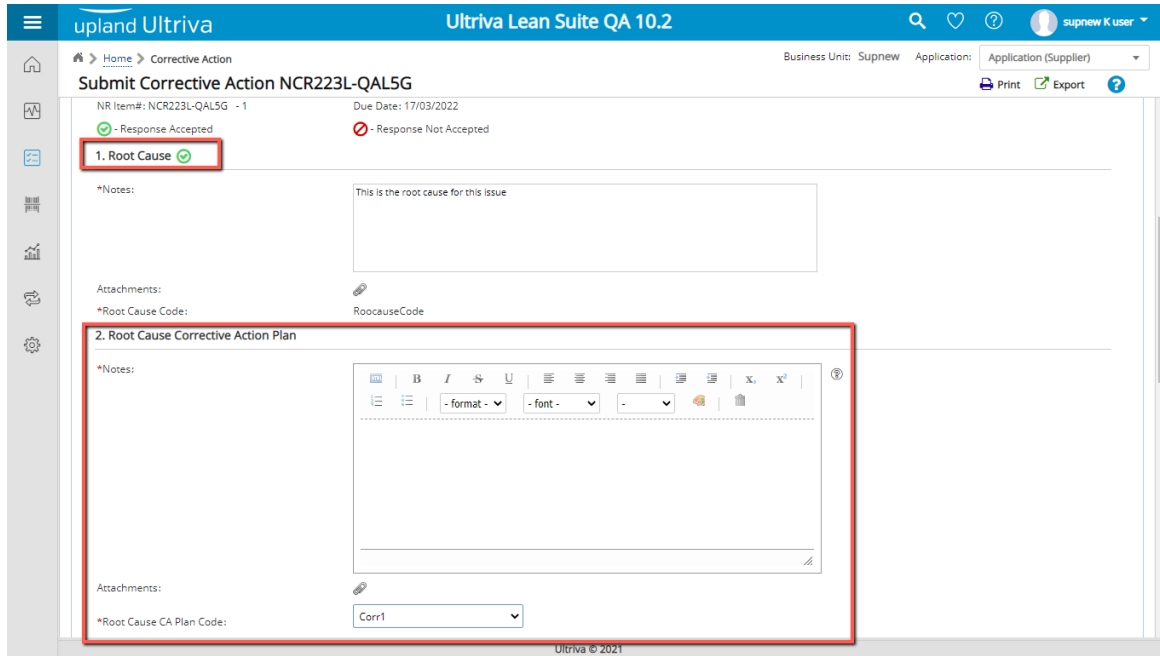 upland Ultriva
Ultriva Lean Suite QA 10.2
supnew K user
Home > Corrective Action
Business Unit: Supnew Application: Application (Supplier)
Submit Corrective Action NCR223L-QAL5G
Print Export
NR Item#: NCR223L-QAL5G - 1 Due Date: 17/03/2022
- Response Accepted - Response Not Accepted
1. Root Cause
*Notes: This is the root cause for this issue
Attachments:
*Root Cause Code: RoocauseCode
2. Root Cause Corrective Action Plan
*Notes:
B I S U X, X²
- format - - font - -
Attachments:
*Root Cause CA Plan Code: Corr1
Ultriva © 2021